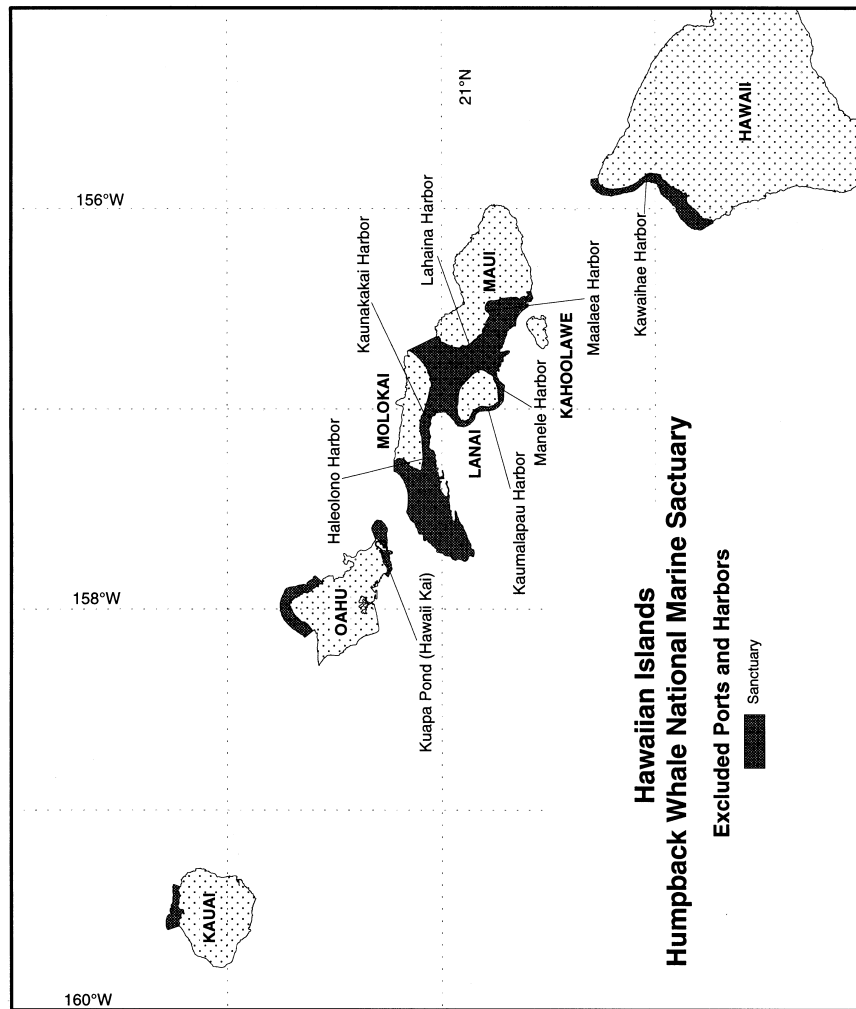 160°W
158°W
156°W
21°N
KAUAI
OAHU
Kuapa Pond (Hawaii Kai)
Haleolono Harbor
MOLOKAI
Kaunakakai Harbor
Lahaina Harbor
MAUI
LANAI
Kaumalapau Harbor
Manele Harbor
KAHOOLAWE
Maalaea Harbor
Kawaihae Harbor
HAWAII
Hawaiian Islands
Humpback Whale National Marine Sactuary
Excluded Ports and Harbors
Sanctuary